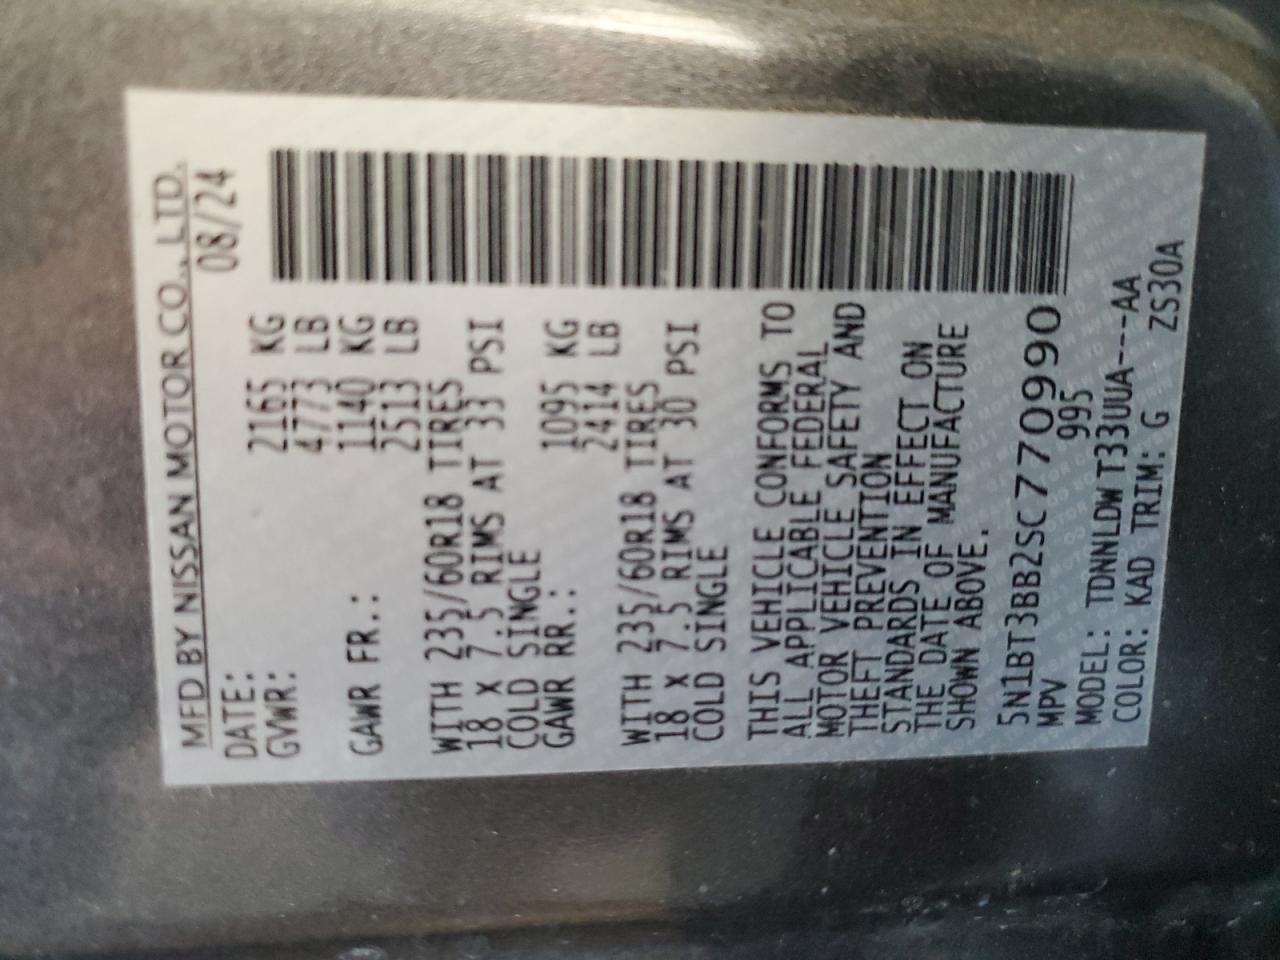 MFD BY NISSAN MOTOR CO., LTD.
DATE: 08/24
GVWR: 2165 KG
4773 LB
GAWR FR.: 1140 KG
2513 LB
WITH 235/60R18 TIRES
18 X 7.5 RIMS AT 33 PSI
COLD SINGLE
GAWR RR.: 1095 KG
2414 LB
WITH 235/60R18 TIRES
18 X 7.5 RIMS AT 30 PSI
COLD SINGLE
THIS VEHICLE CONFORMS TO
ALL APPLICABLE FEDERAL
MOTOR VEHICLE SAFETY AND
THEFT PREVENTION
STANDARDS IN EFFECT ON
THE DATE OF MANUFACTURE
SHOWN ABOVE.
5N1BT3BB2SC770990
MPV 995
MODEL: TDNNLDW T33UUA---AA
COLOR: KAD TRIM: G ZS30A